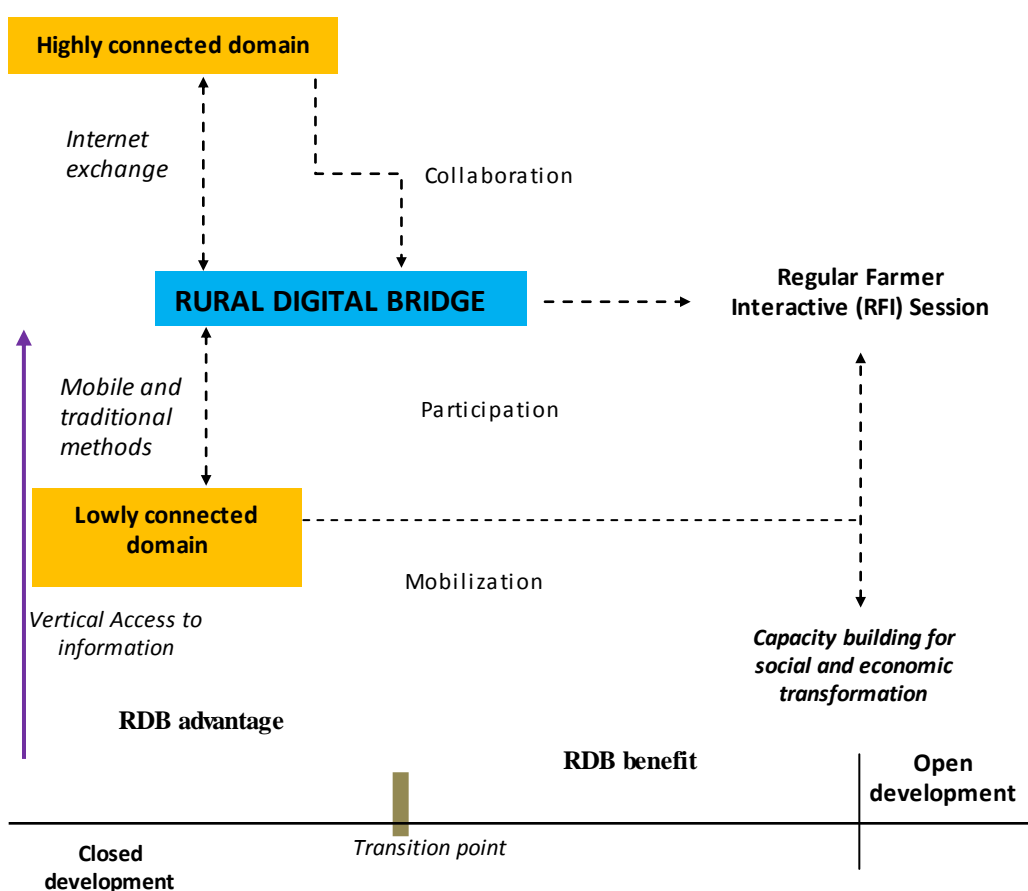 Highly connected domain
Internet
exchange
Collaboration
RURAL DIGITAL BRIDGE
Regular Farmer
Interactive (RFI) Session
Mobile and
traditional
methods
Participation
Lowly connected
domain
Mobilization
Vertical Access to
information
Capacity building for
social and economic
transformation
RDB advantage
RDB benefit
Open
development
Transition point
Closed
development